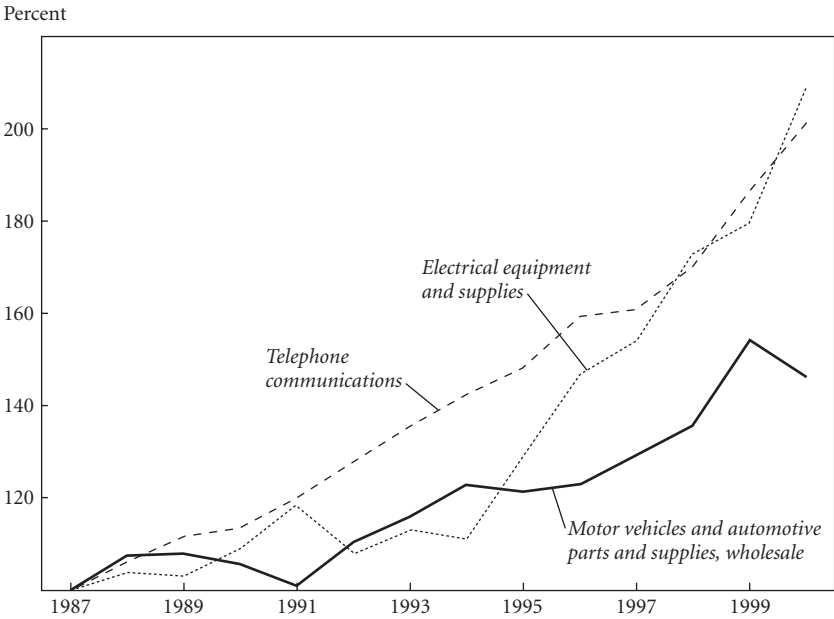 Percent
200
180
160
140
120
Electrical equipment
and supplies
Telephone
communications
Motor vehicles and automotive
parts and supplies, wholesale
1987 1989 1991 1993 1995 1997 1999